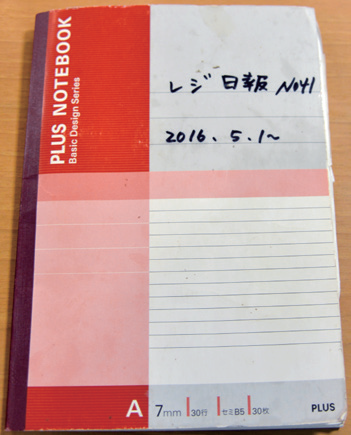 PLUS NOTEBOOK
Basic Design Series
レジ日報 No41
2016. 5. 1~
A 7mm 30行 セミB5 30枚
PLUS